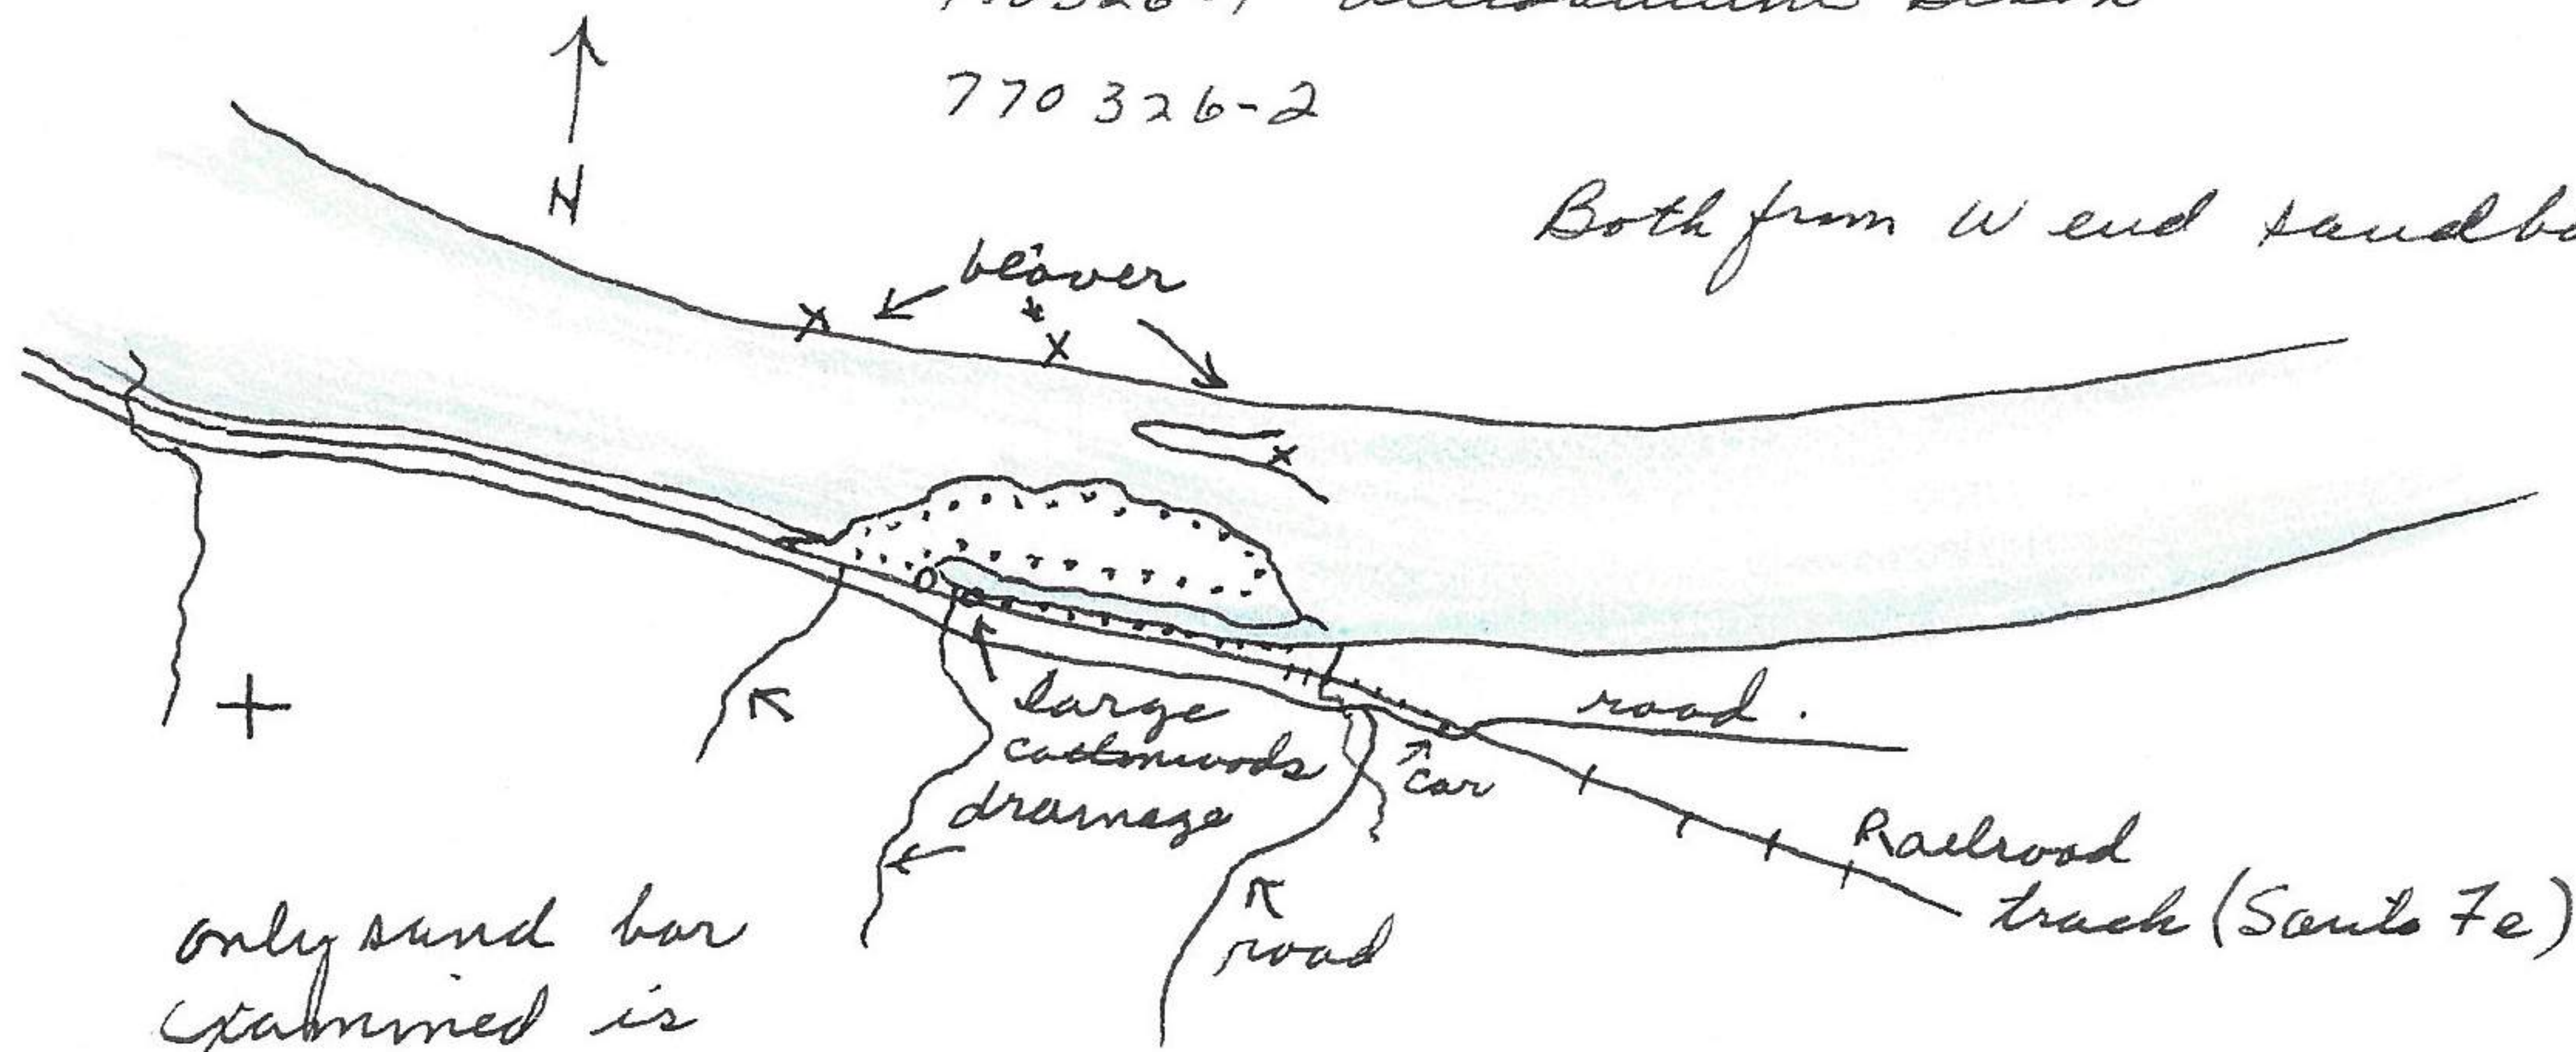 770326-2
N
Both from W end
beaver
x
x
x
road.
large
cottonwoods
car
drainage
Railroad
track (Santa Fe)
road
only sand bar
examined is